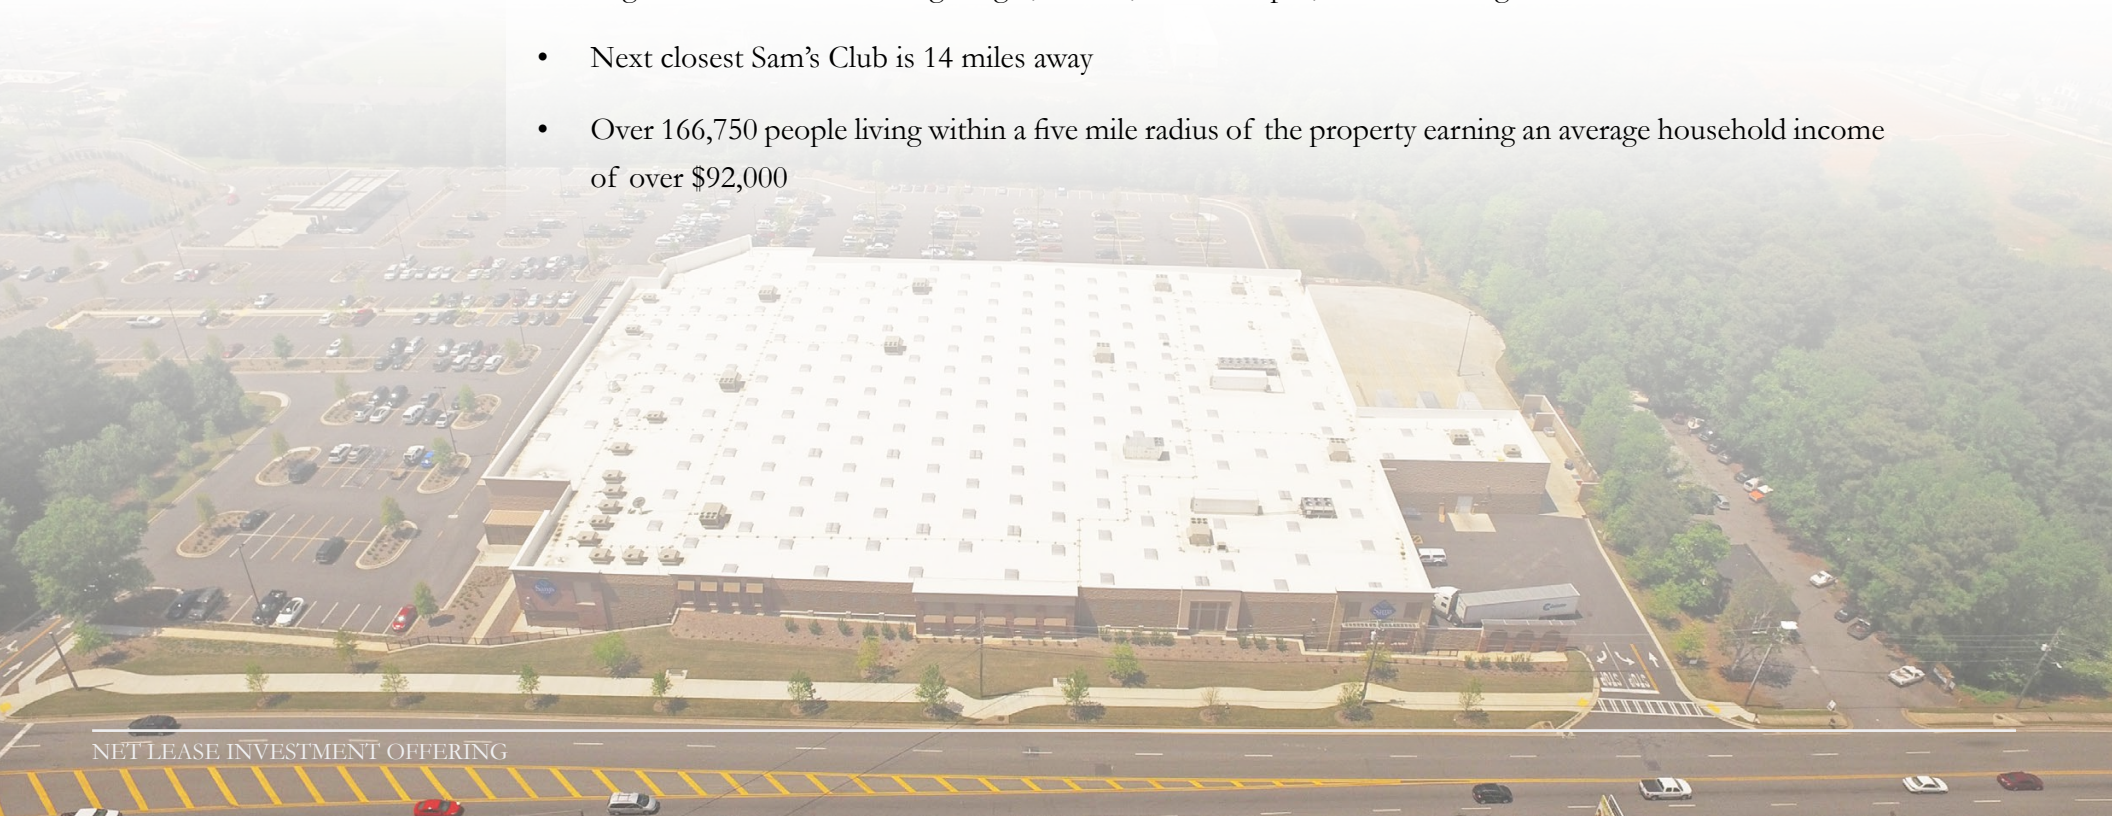 • Next closest Sam's Club is 14 miles away
• Over 166,750 people living within a five mile radius of the property earning an average household income
of over $92,000
NET LEASE INVESTMENT OFFERING